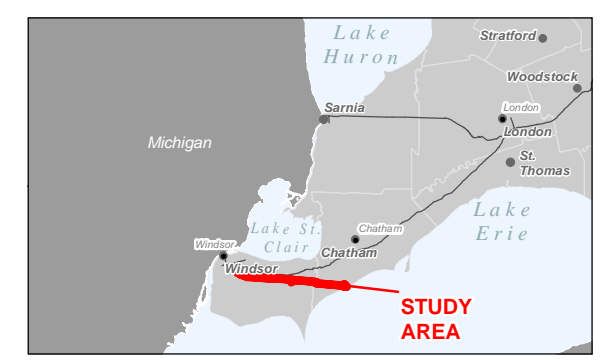 Lake
Huron
Stratford
Woodstock
Sarnia
London
London
Michigan
St.
Thomas
Lake
Erie
Lake St.
Clair
Chatham
Chatham
Windsor
Windsor
STUDY
AREA